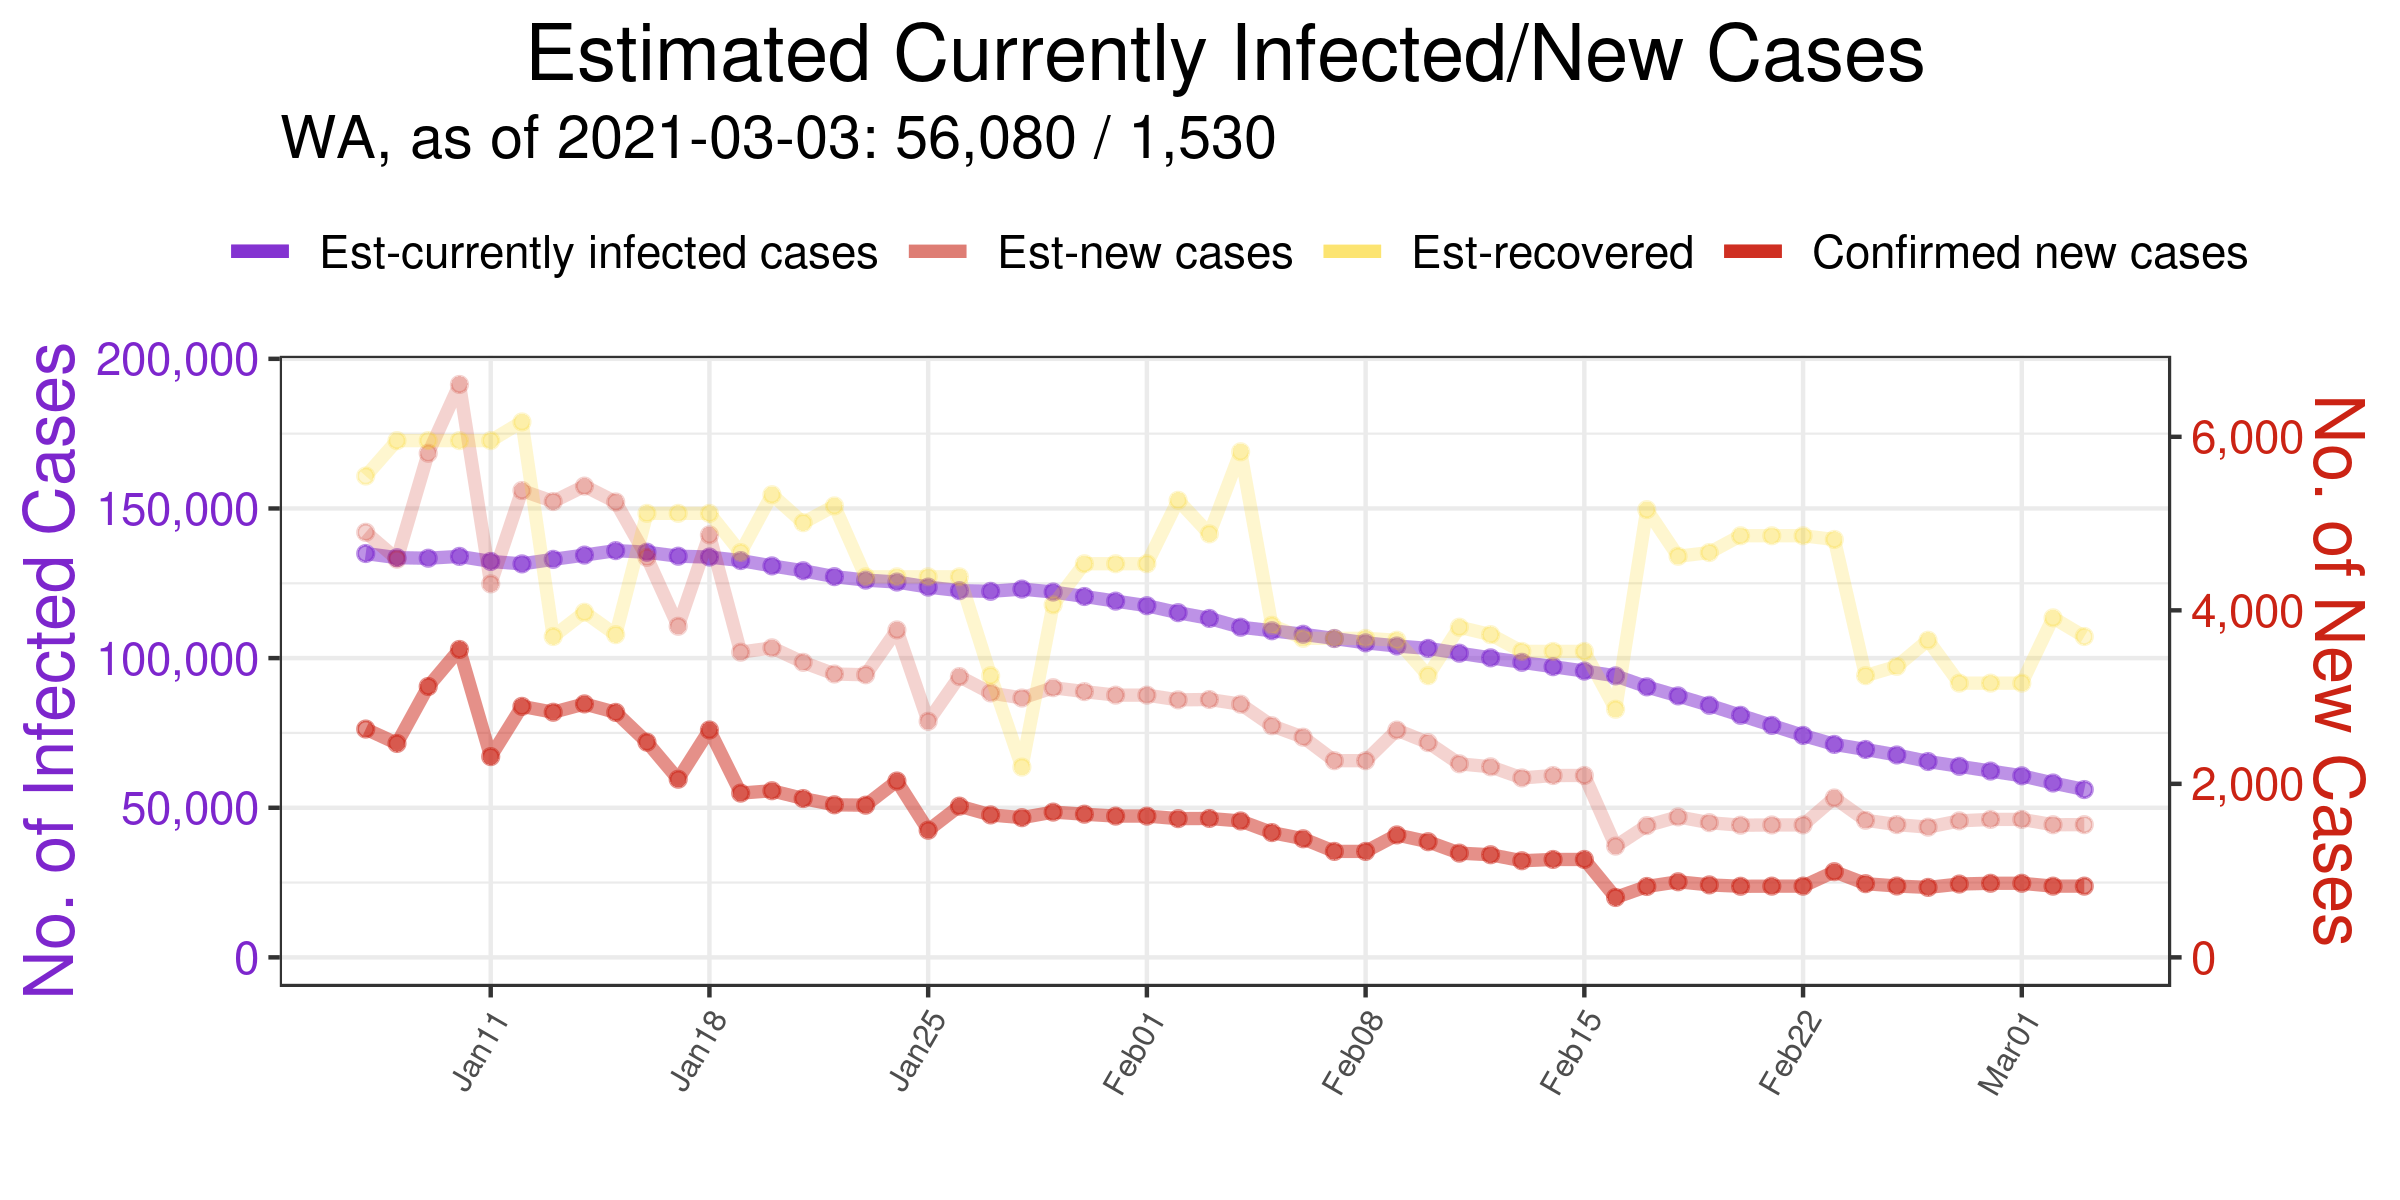 Estimated Currently Infected/New Cases
WA, as of 2021-03-03: 56,080 / 1,530
Est-currently infected cases Est-new cases Est-recovered Confirmed new cases
No. of Infected Cases
200,000
150,000
100,000
50,000
0
6,000
4,000
2,000
0
No. of New Cases
Jan11 Jan18 Jan25 Feb01 Feb08 Feb15 Feb22 Mar01